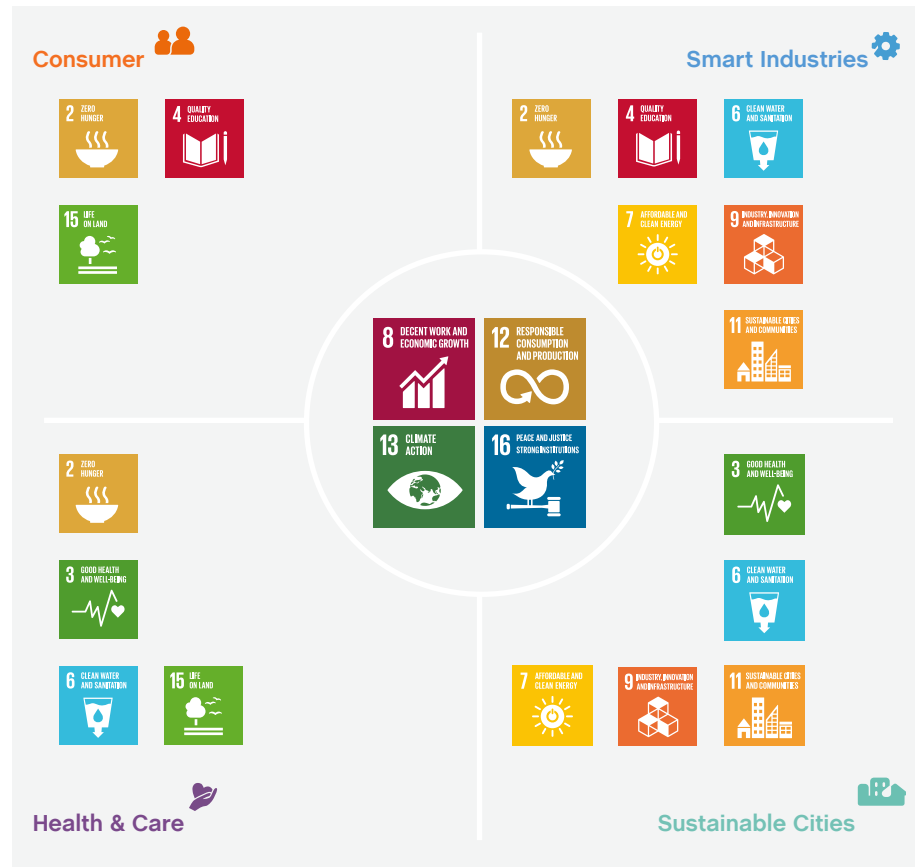 Consumer
2 ZERO
HUNGER
4 QUALITY
EDUCATION
15 LIFE
ON LAND
Smart Industries
2 ZERO
HUNGER
4 QUALITY
EDUCATION
6 CLEAN WATER
AND SANITATION
7 AFFORDABLE AND
CLEAN ENERGY
9 INDUSTRY, INNOVATION
AND INFRASTRUCTURE
11 SUSTAINABLE CITIES
AND COMMUNITIES
8 DECENT WORK AND
ECONOMIC GROWTH
12 RESPONSIBLE
CONSUMPTION
AND PRODUCTION
13 CLIMATE
ACTION
16 PEACE AND JUSTICE
STRONG INSTITUTIONS
2 ZERO
HUNGER
3 GOOD HEALTH
AND WELL-BEING
6 CLEAN WATER
AND SANITATION
15 LIFE
ON LAND
Health & Care
3 GOOD HEALTH
AND WELL-BEING
6 CLEAN WATER
AND SANITATION
7 AFFORDABLE AND
CLEAN ENERGY
9 INDUSTRY, INNOVATION
AND INFRASTRUCTURE
11 SUSTAINABLE CITIES
AND COMMUNITIES
Sustainable Cities